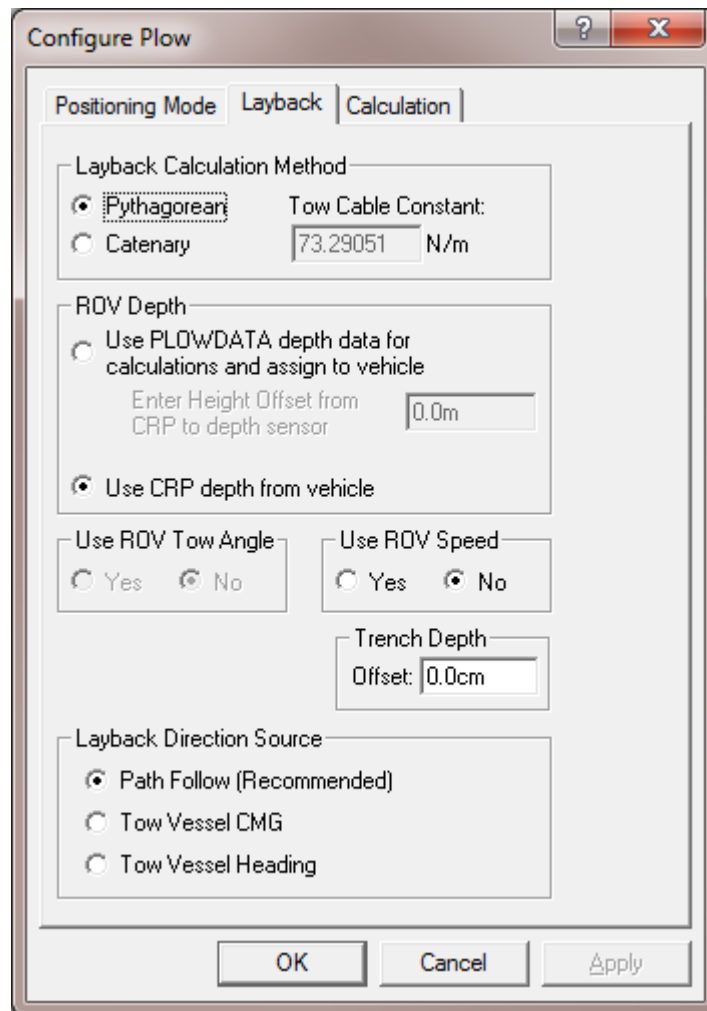 Configure Plow
?
Positioning Mode Layback Calculation
Layback Calculation Method
Pythagorean Tow Cable Constant:
Catenary 73.29051 N/m
ROV Depth
Use PLOWDATA depth data for
calculations and assign to vehicle
Enter Height Offset from
CRP to depth sensor
0.0m
Use CRP depth from vehicle
Use ROV Tow Angle Use ROV Speed
Yes No Yes No
Trench Depth
Offset: 0.0cm
Layback Direction Source
Path Follow (Recommended)
Tow Vessel CMG
Tow Vessel Heading
OK Cancel Apply